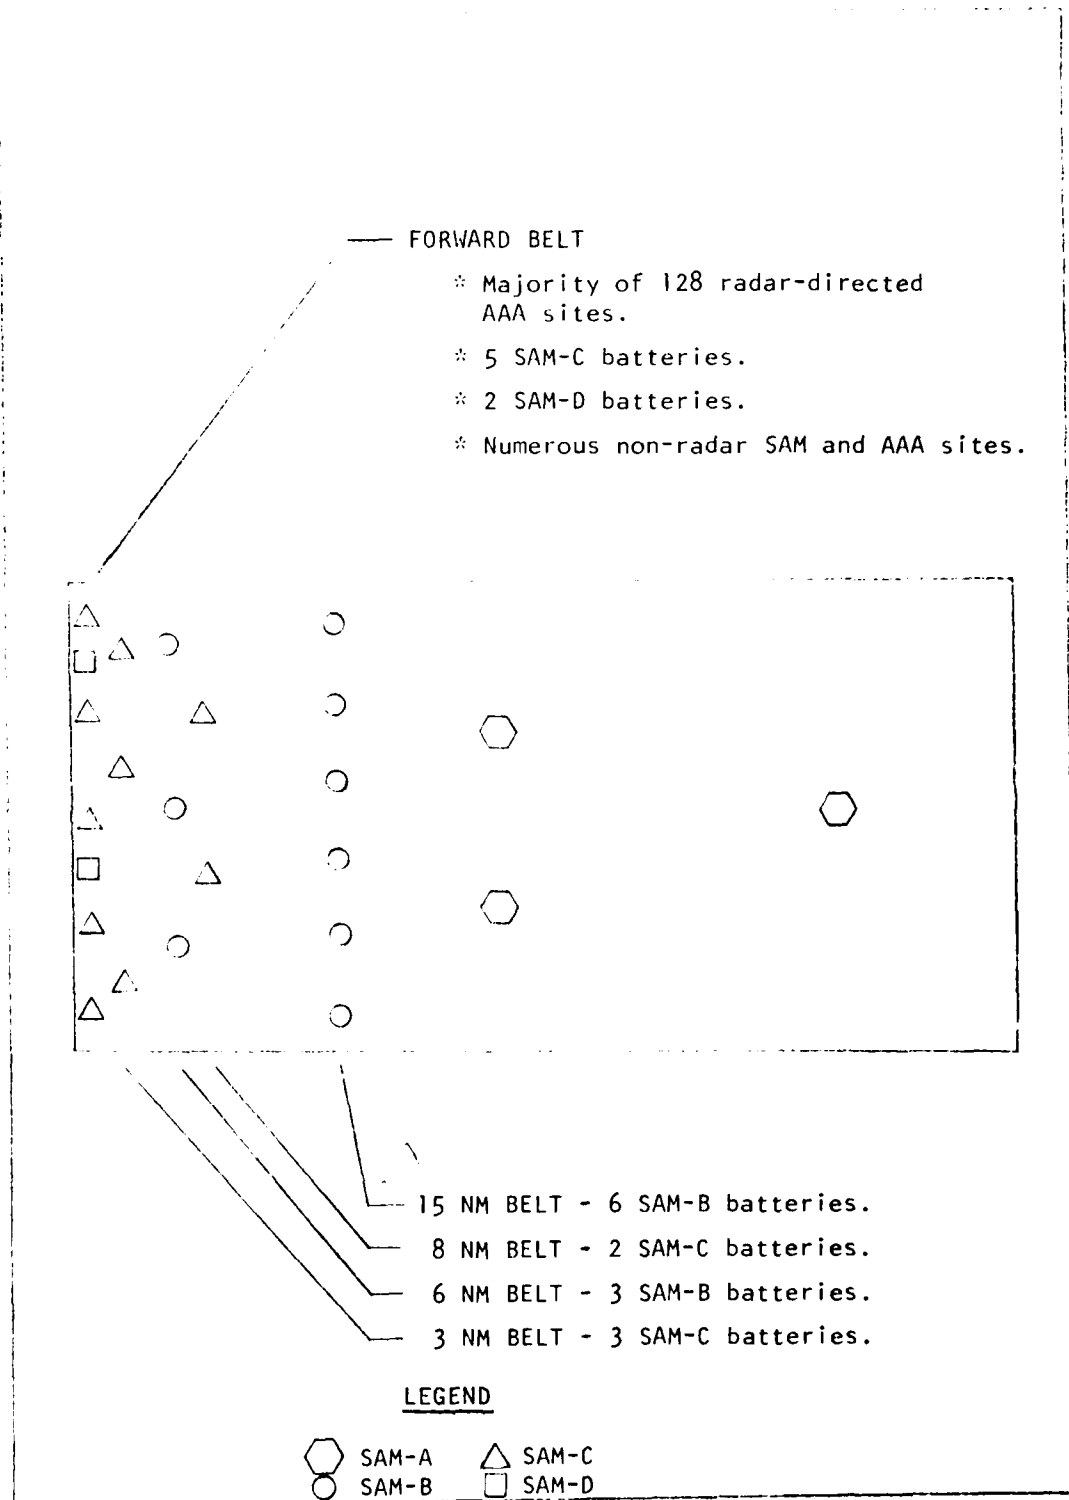 FORWARD BELT
* Majority of 128 radar-directed
AAA sites.
* 5 SAM-C batteries.
* 2 SAM-D batteries.
* Numerous non-radar SAM and AAA sites.
15 NM BELT - 6 SAM-B batteries.
8 NM BELT - 2 SAM-C batteries.
6 NM BELT - 3 SAM-B batteries.
3 NM BELT - 3 SAM-C batteries.
LEGEND
SAM-A SAM-C
SAM-B SAM-D